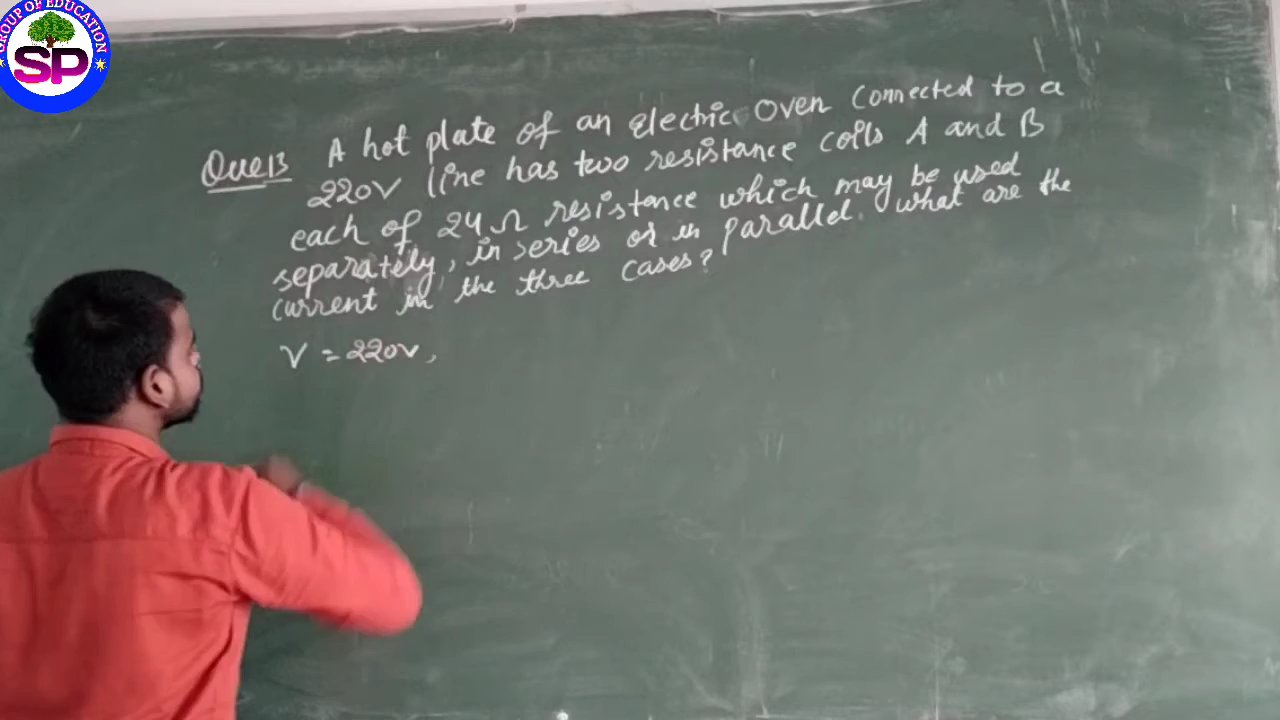 GROUP OF EDUCATION
SP
Que13 A hot plate of an electric oven connected to a
220V line has two resistance coils A and B
each of 24 Ω resistance which may be used
separately, in series or in parallel. what are the
current in the three cases?
V = 220V,